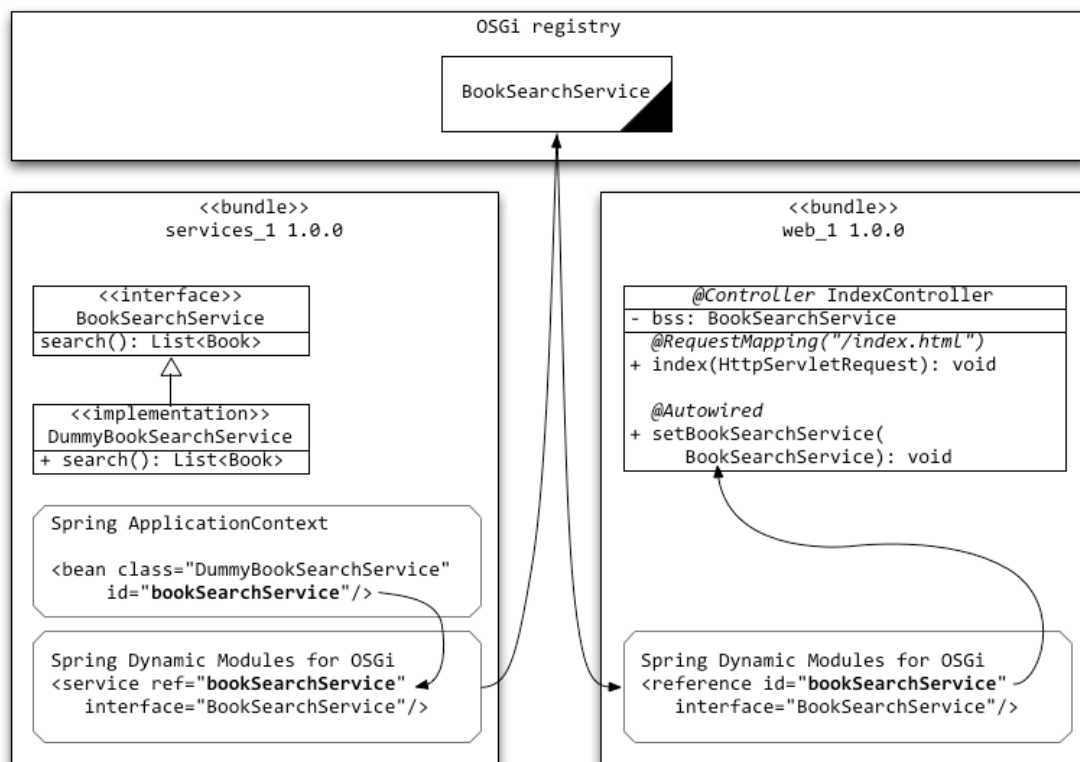 OSGi registry
BookSearchService
<<bundle>>
services_1 1.0.0
<<interface>>
BookSearchService
search(): List<Book>
<<implementation>>
DummyBookSearchService
+ search(): List<Book>
Spring ApplicationContext
<bean class="DummyBookSearchService"
id="bookSearchService"/>
Spring Dynamic Modules for OSGi
<service ref="bookSearchService"
interface="BookSearchService"/>
<<bundle>>
web_1 1.0.0
@Controller IndexController
- bss: BookSearchService
@RequestMapping("/index.html")
+ index(HttpServletRequest): void
@Autowired
+ setBookSearchService(
BookSearchService): void
Spring Dynamic Modules for OSGi
<reference id="bookSearchService"
interface="BookSearchService"/>